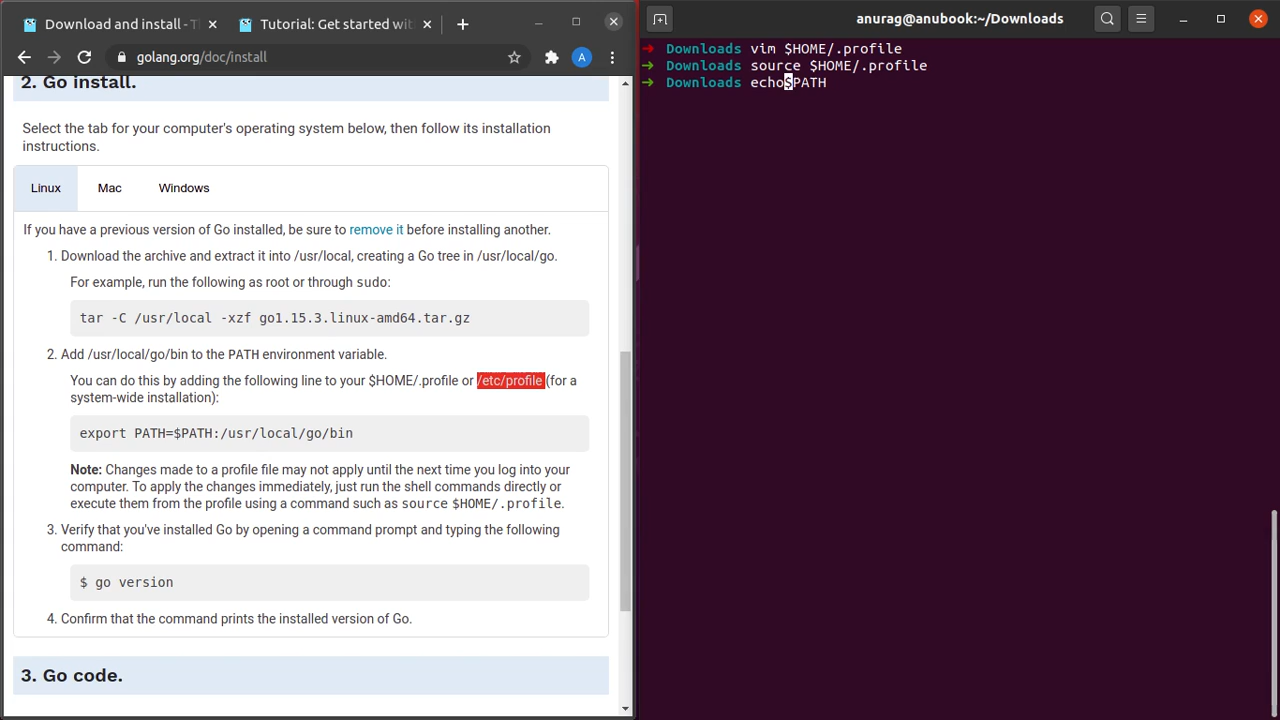 Download and install - T
Tutorial: Get started wit
golang.org/doc/install
A
2. Go install.
Select the tab for your computer's operating system below, then follow its installation
instructions.
Linux
Mac
Windows
If you have a previous version of Go installed, be sure to remove it before installing another.
1. Download the archive and extract it into /usr/local, creating a Go tree in /usr/local/go.
For example, run the following as root or through sudo:
tar -C /usr/local -xzf go1.15.3.linux-amd64.tar.gz
2. Add /usr/local/go/bin to the PATH environment variable.
You can do this by adding the following line to your $HOME/.profile or /etc/profile (for a
system-wide installation):
export PATH=$PATH:/usr/local/go/bin
Note: Changes made to a profile file may not apply until the next time you log into your
computer. To apply the changes immediately, just run the shell commands directly or
execute them from the profile using a command such as source $HOME/.profile.
3. Verify that you've installed Go by opening a command prompt and typing the following
command:
$ go version
4. Confirm that the command prints the installed version of Go.
3. Go code.
anurag@anubook:~/Downloads
➜ Downloads vim $HOME/.profile
➜ Downloads source $HOME/.profile
➜ Downloads echo$PATH